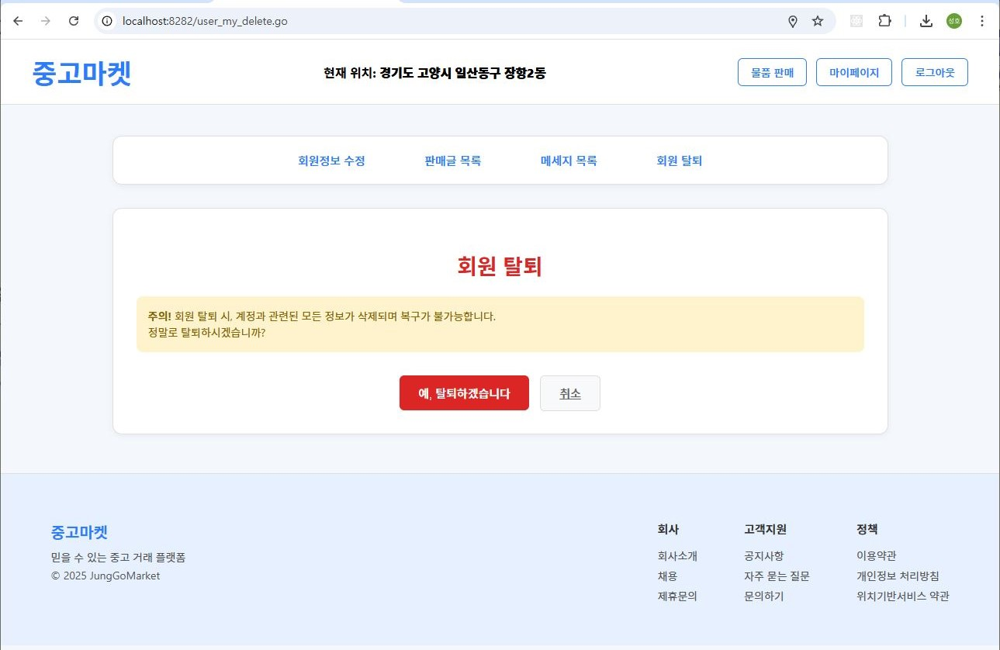 localhost:8282/user_my_delete.go
성호
중고마켓
현재 위치: 경기도 고양시 일산동구 장항2동
물품 판매
마이페이지
로그아웃
회원정보 수정
판매글 목록
메세지 목록
회원 탈퇴
회원 탈퇴
주의! 회원 탈퇴 시, 계정과 관련된 모든 정보가 삭제되며 복구가 불가능합니다.
정말로 탈퇴하시겠습니까?
예, 탈퇴하겠습니다
취소
중고마켓
믿을 수 있는 중고 거래 플랫폼
© 2025 JungGoMarket
회사
회사소개
채용
제휴문의
고객지원
공지사항
자주 묻는 질문
문의하기
정책
이용약관
개인정보 처리방침
위치기반서비스 약관